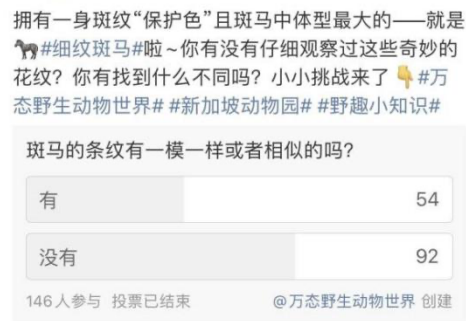 拥有一身斑纹“保护色”且斑马中体型最大的——就是
🦓#细纹斑马#啦~你有没有仔细观察过这些奇妙的
花纹？你有找到什么不同吗？小小挑战来了👇#万
态野生动物世界# #新加坡动物园# #野趣小知识#
斑马的条纹有一模一样或者相似的吗？
有 54
没有 92
146人参与 投票已结束 @万态野生动物世界 创建